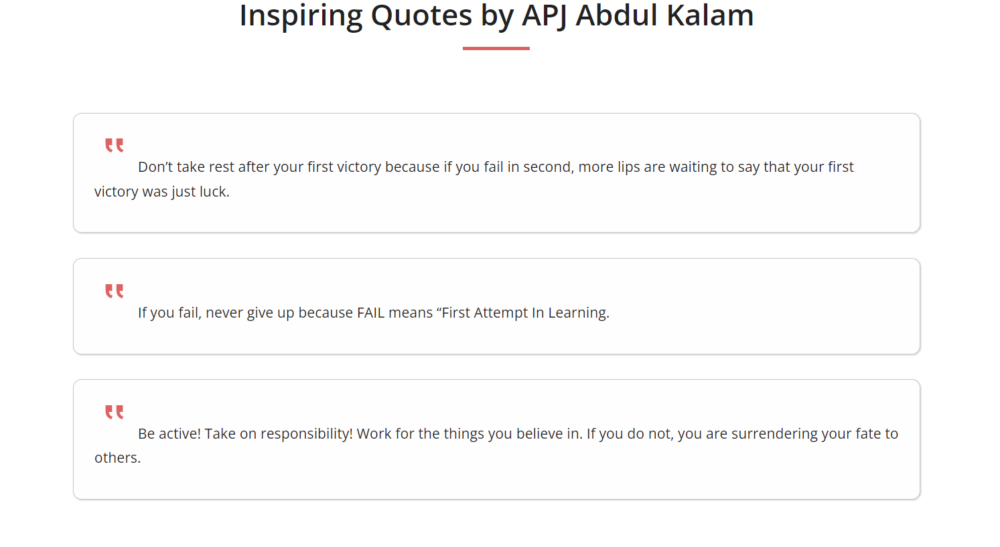 Inspiring Quotes by APJ Abdul Kalam
Don’t take rest after your first victory because if you fail in second, more lips are waiting to say that your first
victory was just luck.
If you fail, never give up because FAIL means “First Attempt In Learning.
Be active! Take on responsibility! Work for the things you believe in. If you do not, you are surrendering your fate to
others.